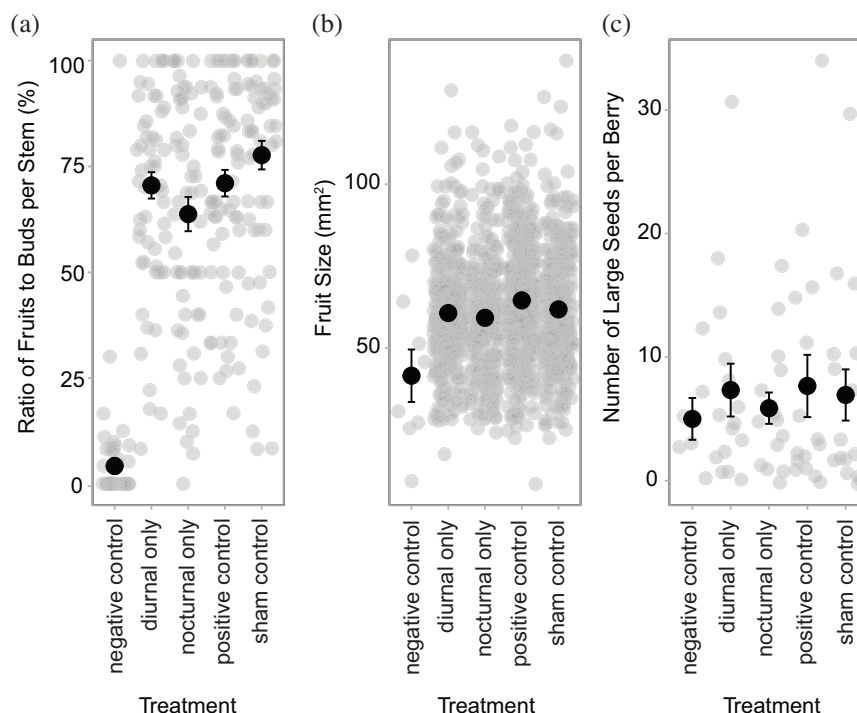 (a)
Ratio of Fruits to Buds per Stem (%)
100
75
50
25
0
negative control
diurnal only
nocturnal only
positive control
sham control
Treatment
(b)
Fruit Size (mm²)
100
50
negative control
diurnal only
nocturnal only
positive control
sham control
Treatment
(c)
Number of Large Seeds per Berry
30
20
10
0
negative control
diurnal only
nocturnal only
positive control
sham control
Treatment